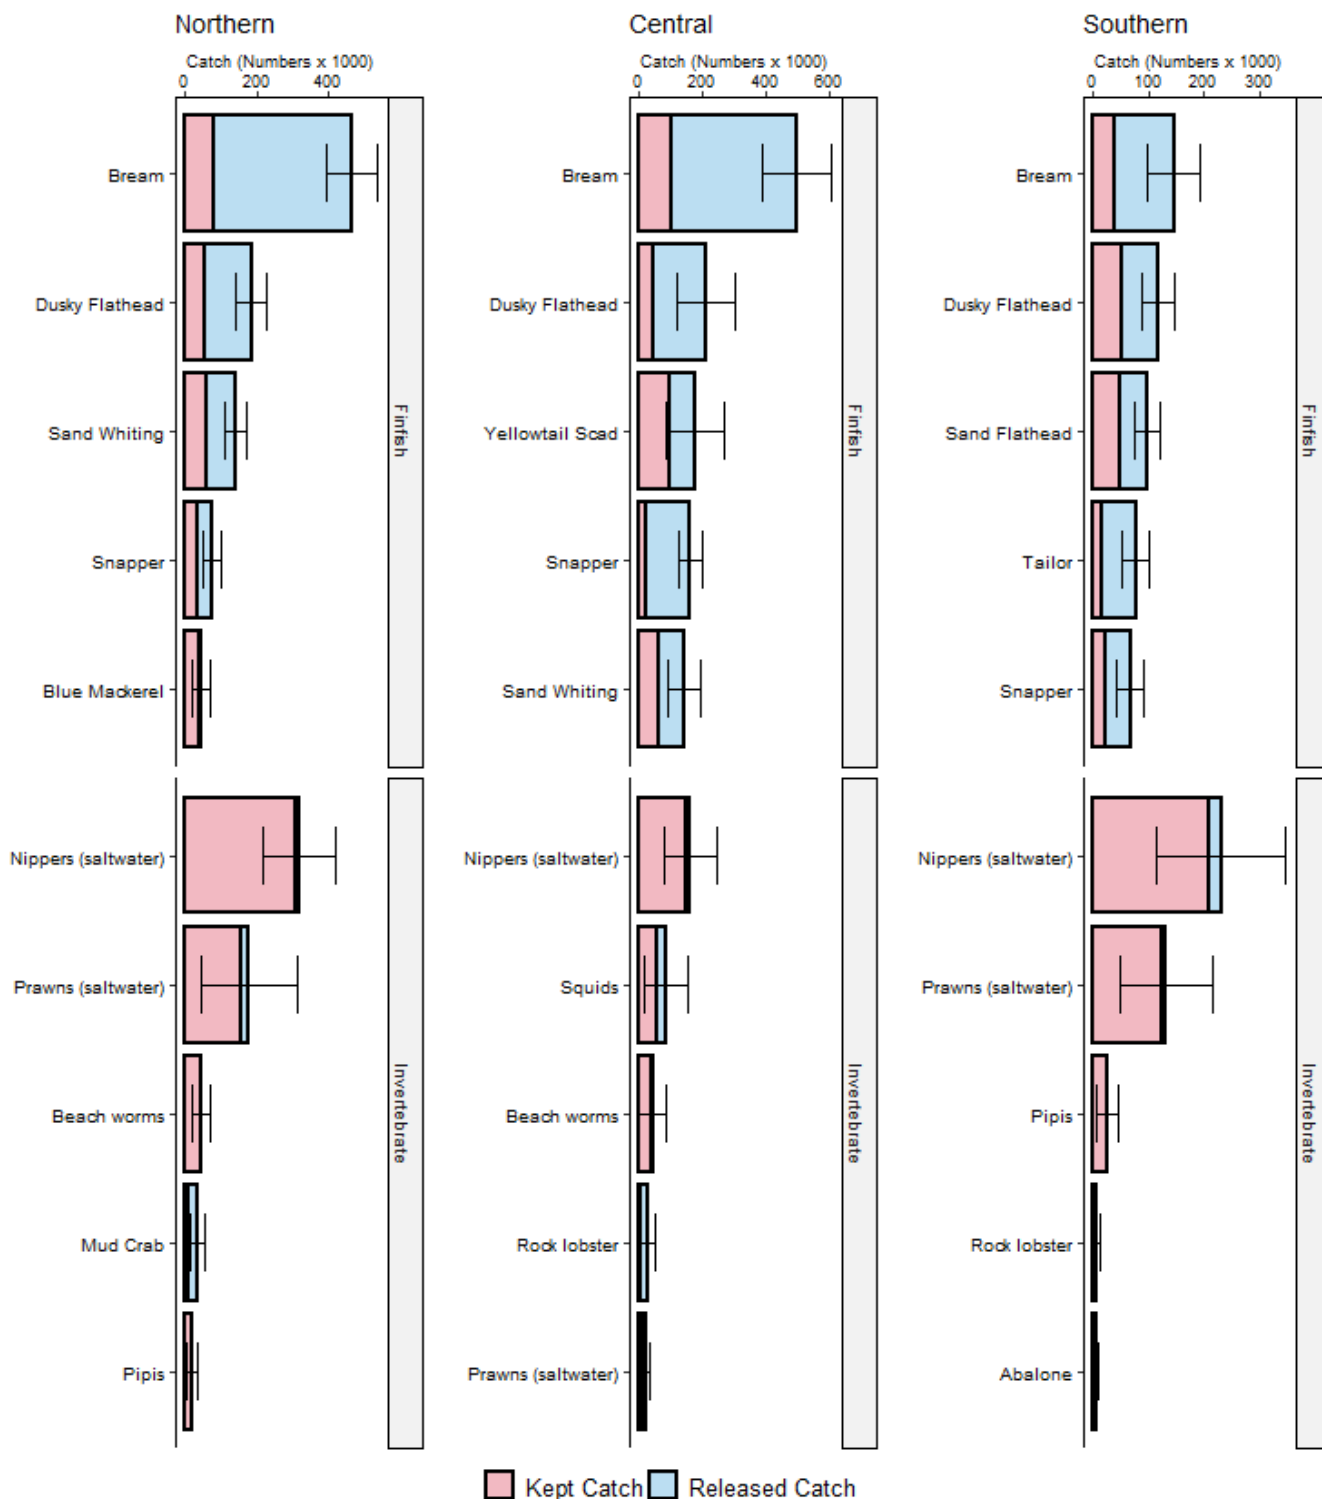 Northern
Catch (Numbers x 1000)
0 200 400
Bream
Dusky Flathead
Sand Whiting
Snapper
Blue Mackerel
Finfish
Nippers (saltwater)
Prawns (saltwater)
Beach worms
Mud Crab
Pipis
Invertebrate
Central
Catch (Numbers x 1000)
0 200 400 600
Bream
Dusky Flathead
Yellowtail Scad
Snapper
Sand Whiting
Finfish
Nippers (saltwater)
Squids
Beach worms
Rock lobster
Prawns (saltwater)
Invertebrate
Southern
Catch (Numbers x 1000)
0 100 200 300
Bream
Dusky Flathead
Sand Flathead
Tailor
Snapper
Finfish
Nippers (saltwater)
Prawns (saltwater)
Pipis
Rock lobster
Abalone
Invertebrate
Kept Catch Released Catch